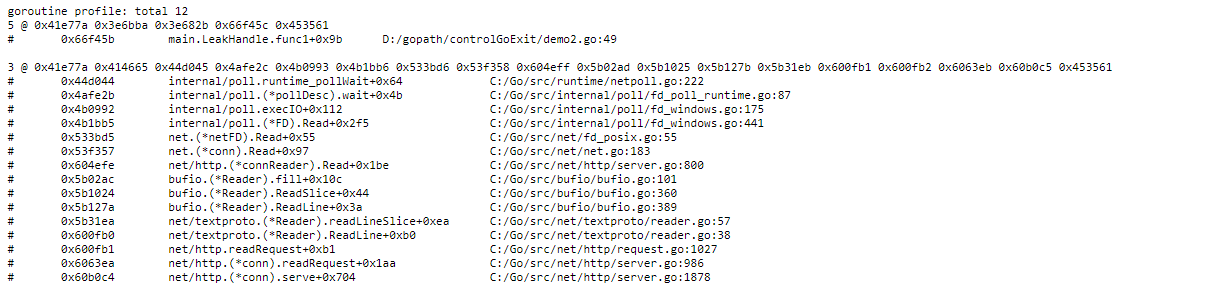 goroutine profile: total 12
5 @ 0x41e77a 0x3e6bba 0x3e682b 0x66f45c 0x453561
# 0x66f45b main.LeakHandle.func1+0x9b D:/gopath/controlGoExit/demo2.go:49
3 @ 0x41e77a 0x414665 0x44d045 0x4afe2c 0x4b0993 0x4b1bb6 0x533bd6 0x53f358 0x604eff 0x5b02ad 0x5b1025 0x5b127b 0x5b31eb 0x600fb1 0x600fb2 0x6063eb 0x60b0c5 0x453561
# 0x44d044 internal/poll.runtime_pollWait+0x64 C:/Go/src/runtime/netpoll.go:222
# 0x4afe2b internal/poll.(*pollDesc).wait+0x4b C:/Go/src/internal/poll/fd_poll_runtime.go:87
# 0x4b0992 internal/poll.execIO+0x112 C:/Go/src/internal/poll/fd_windows.go:175
# 0x4b1bb5 internal/poll.(*FD).Read+0x2f5 C:/Go/src/internal/poll/fd_windows.go:441
# 0x533bd5 net.(*netFD).Read+0x55 C:/Go/src/net/fd_posix.go:55
# 0x53f357 net.(*conn).Read+0x97 C:/Go/src/net/net.go:183
# 0x604efe net/http.(*connReader).Read+0x1be C:/Go/src/net/http/server.go:800
# 0x5b02ac bufio.(*Reader).fill+0x10c C:/Go/src/bufio/bufio.go:101
# 0x5b1024 bufio.(*Reader).ReadSlice+0x44 C:/Go/src/bufio/bufio.go:360
# 0x5b127a bufio.(*Reader).ReadLine+0x3a C:/Go/src/bufio/bufio.go:389
# 0x5b31ea net/textproto.(*Reader).readLineSlice+0xea C:/Go/src/net/textproto/reader.go:57
# 0x600fb0 net/textproto.(*Reader).ReadLine+0xb0 C:/Go/src/net/textproto/reader.go:38
# 0x600fb1 net/http.readRequest+0xb1 C:/Go/src/net/http/request.go:1027
# 0x6063ea net/http.(*conn).readRequest+0x1aa C:/Go/src/net/http/server.go:986
# 0x60b0c4 net/http.(*conn).serve+0x704 C:/Go/src/net/http/server.go:1878